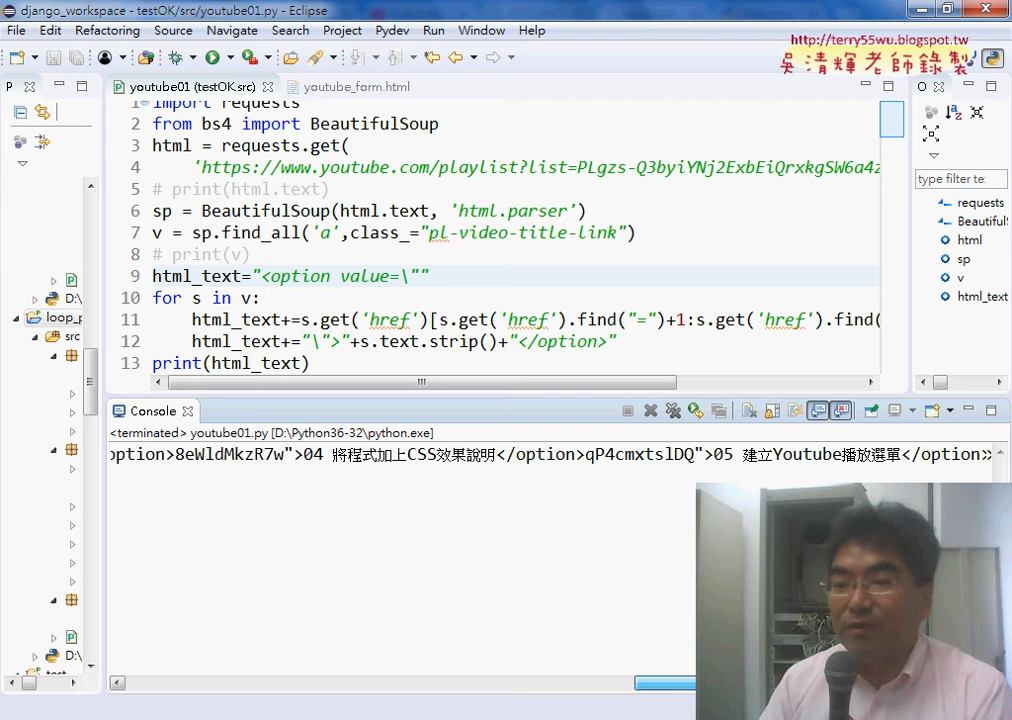 django_workspace - testOK/src/youtube01.py - Eclipse
File Edit Refactoring Source Navigate Search Project Pydev Run Window Help
http://terry55wu.blogspot.tw
吳清輝老師錄製
P
youtube01 (testOK.src)
youtube_form.html
O
1 import requests
2 from bs4 import BeautifulSoup
3 html = requests.get(
4 'https://www.youtube.com/playlist?list=PLgzs-Q3byiYNj2ExbEiQrxkgSW6a4z
5 # print(html.text)
6 sp = BeautifulSoup(html.text, 'html.parser')
7 v = sp.find_all('a',class_="pl-video-title-link")
8 # print(v)
9 html_text="<option value=\""
10 for s in v:
11 html_text+=s.get('href')[s.get('href').find("=")+1:s.get('href').find(
12 html_text+="\">"+s.text.strip()+"</option>"
13 print(html_text)
type filter te:
requests
Beautiful
html
sp
v
html_text
P
D:\
loop_p
src
P
D:\
test
Console
<terminated> youtube01.py [D:\Python36-32\python.exe]
option>8eWldMkzR7w">04 將程式加上CSS效果說明</option>qP4cmxtslDQ">05 建立Youtube播放選單</option>